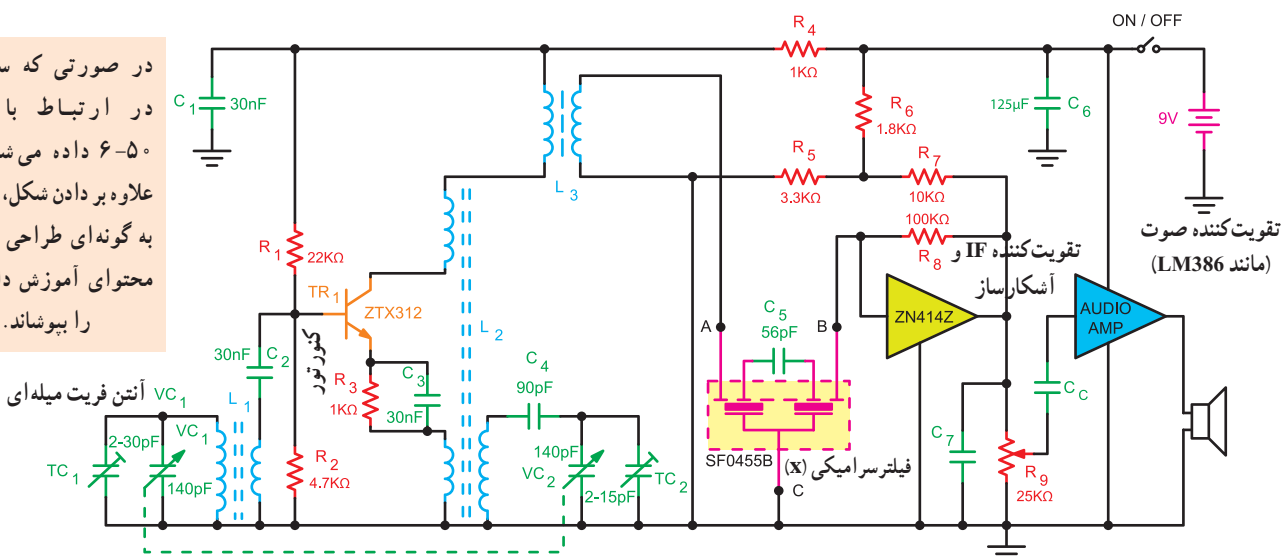 در صورتی که س
در ارتباط با
۶-۵۰ داده می‌ش
علاوه بر دادن شکل،
به گونه‌ای طراحی
محتوای آموزش دا
را بپوشاند.
ON / OFF
R4
1KΩ
C1
30nF
R6
1.8KΩ
125µF
C6
9V
L3
R5
3.3KΩ
R7
10KΩ
100KΩ
R8
تقویت‌کننده صوت
(مانند LM386)
R1
22KΩ
تقویت‌کننده IF و
آشکارساز
TR1
ZTX312
کنورتور
L2
A
C5
56pF
B
ZN414Z
AUDIO
AMP
30nF
C2
R3
1KΩ
C3
30nF
C4
90pF
CC
آنتن فریت میله‌ای
VC1
L1
2-30pF
VC1
TC1
140pF
R2
4.7KΩ
140pF
VC2
2-15pF
TC2
SF0455B
فیلتر سرامیکی (x)
C
C7
R9
25KΩ